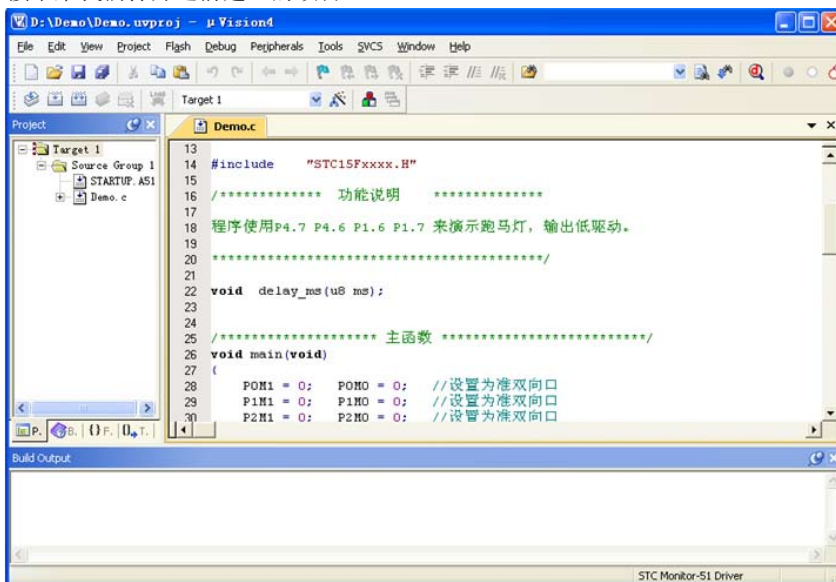 D:\Demo\Demo.uvproj - µVision4
File Edit View Project Flash Debug Peripherals Tools SVCS Window Help
Target 1
Project
Demo.c
Target 1
Source Group 1
STARTUP.A51
Demo.c
13
14 #include "STC15Fxxxx.H"
15
16 /************* 功能说明 **************
17
18 程序使用P4.7 P4.6 P1.6 P1.7 来演示跑马灯，输出低驱动。
19
20 ******************************************/
21
22 void delay_ms(u8 ms);
23
24
25 /******************** 主函数 **************************/
26 void main(void)
27 {
28 P0M1 = 0; P0M0 = 0; //设置为准双向口
29 P1M1 = 0; P1M0 = 0; //设置为准双向口
30 P2M1 = 0; P2M0 = 0; //设置为准双向口
P. B. {} F. 0 T.
Build Output
STC Monitor-51 Driver